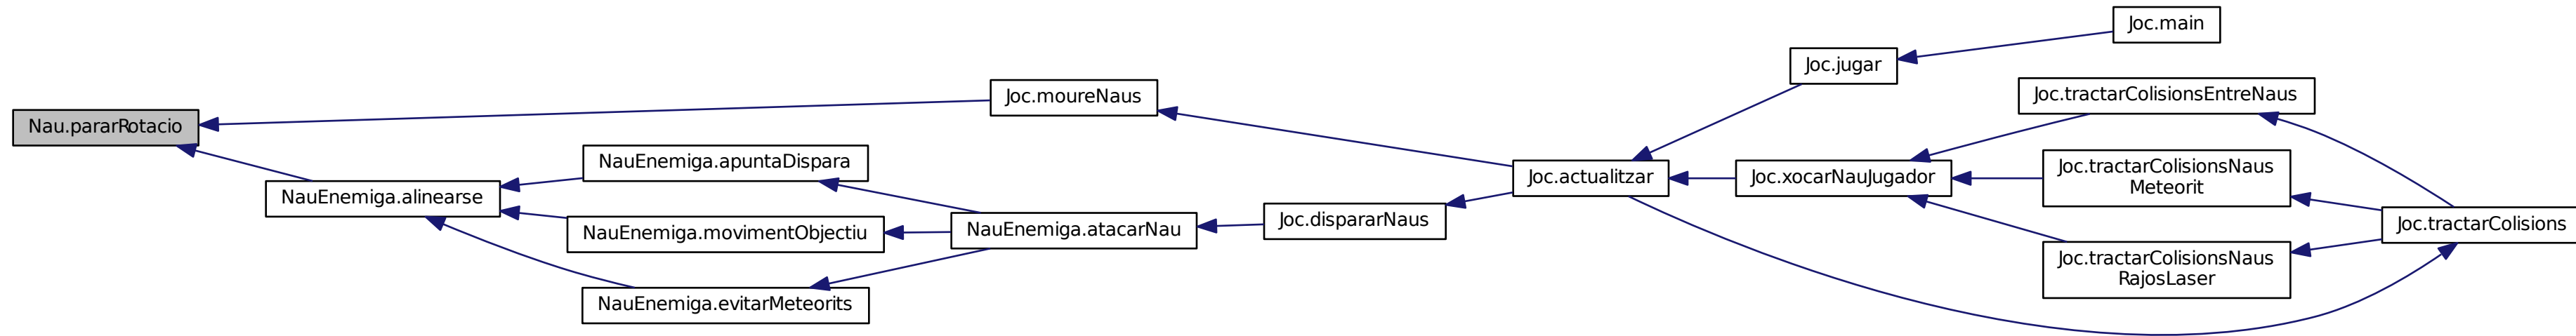 Nau.pararRotacio
NauEnemiga.alinearse
NauEnemiga.apuntaDispara
NauEnemiga.movimentObjectiu
NauEnemiga.evitarMeteorits
Joc.moureNaus
NauEnemiga.atacarNau
Joc.dispararNaus
Joc.actualitzar
Joc.jugar
Joc.xocarNauJugador
Joc.main
Joc.tractarColisionsEntreNaus
Joc.tractarColisionsNaus
Meteorit
Joc.tractarColisionsNaus
RajosLaser
Joc.tractarColisions